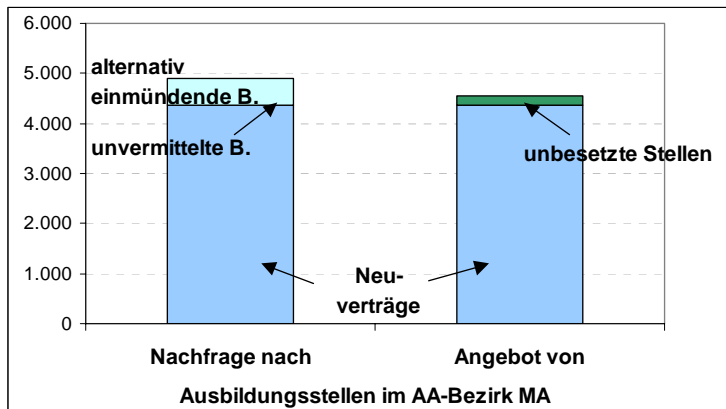 6.000
5.000
4.000
3.000
2.000
1.000
0
alternativ
einmündende B.
unvermittelte B.
unbesetzte Stellen
Neu-
verträge
Nachfrage nach
Angebot von
Ausbildungsstellen im AA-Bezirk MA